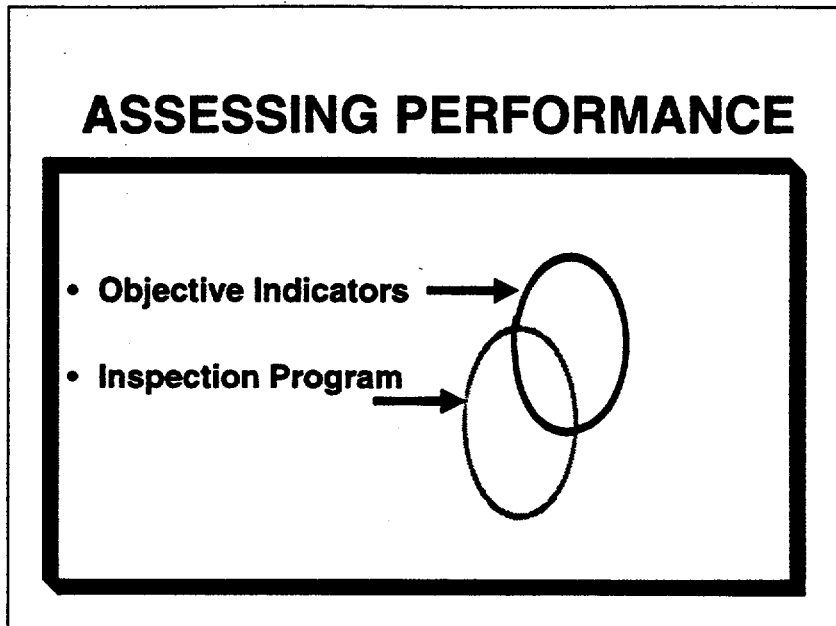 ASSESSING PERFORMANCE
• Objective Indicators
• Inspection Program